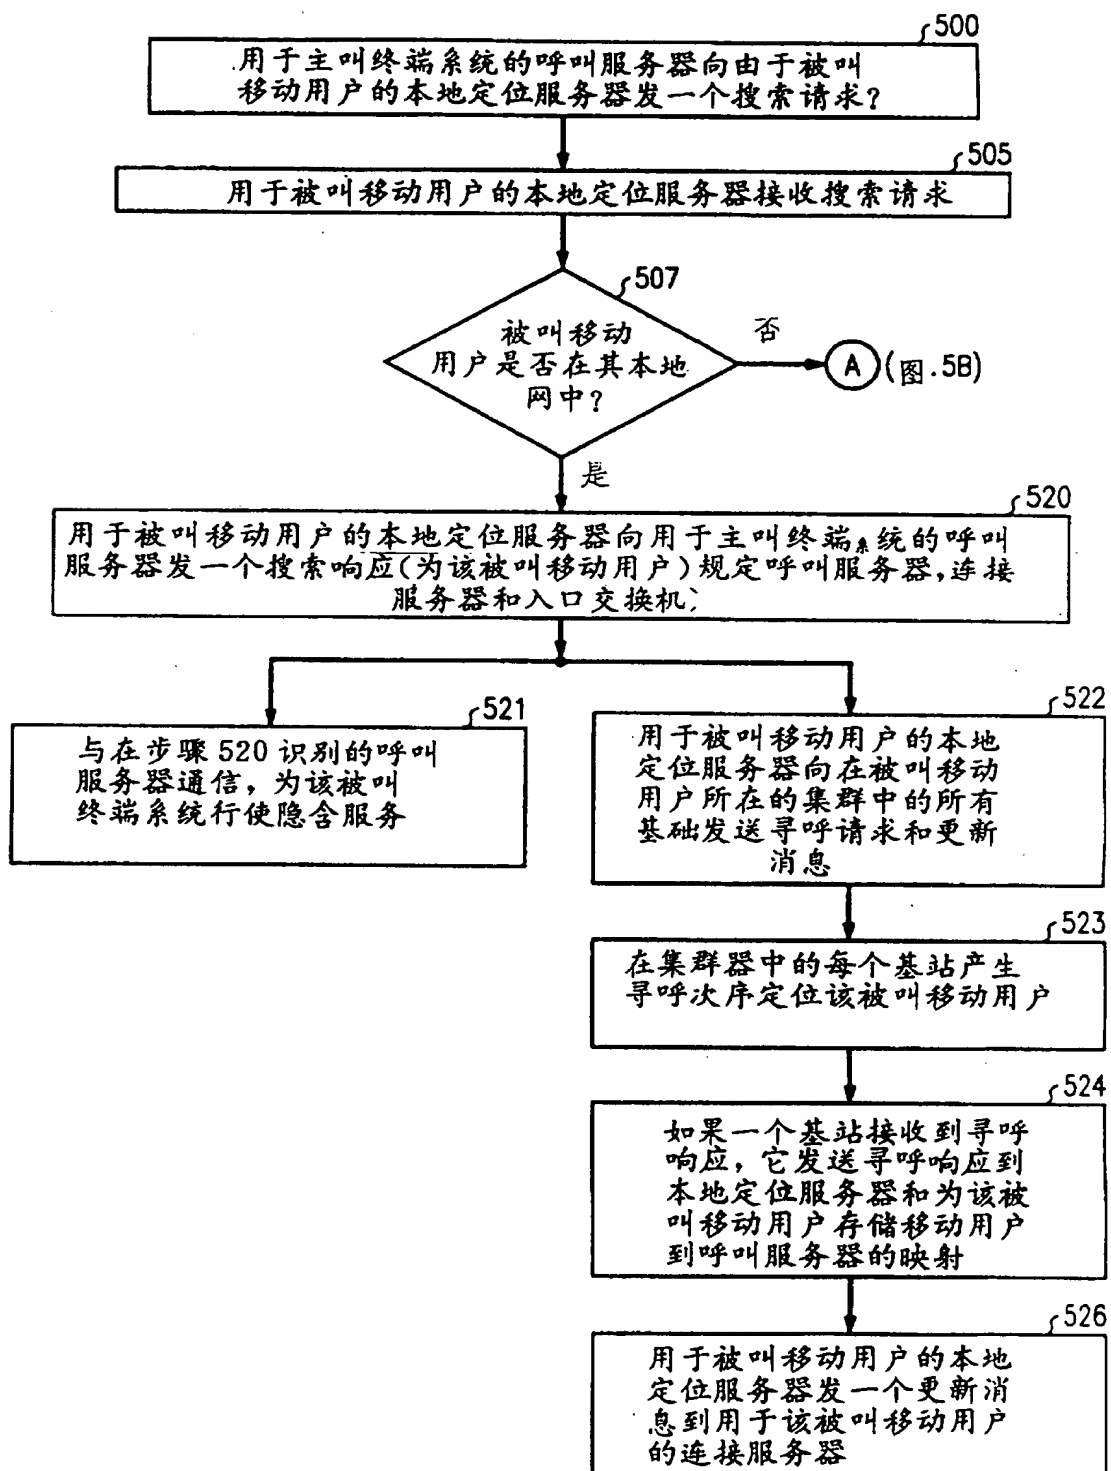 500
用于主叫终端系统的呼叫服务器向由于被叫
移动用户的本地定位服务器发一个搜索请求?
505
用于被叫移动用户的本地定位服务器接收搜索请求
507
被叫移动
用户是否在其本地
网中?
否
A (图.5B)
是
520
用于被叫移动用户的本地定位服务器向用于主叫终端系统的呼叫
服务器发一个搜索响应(为该被叫移动用户)规定呼叫服务器,连接
服务器和入口交换机;
521
与在步骤520识别的呼叫
服务器通信,为该被叫
终端系统行使隐含服务
522
用于被叫移动用户的本地
定位服务器向在被叫移动
用户所在的集群中的所有
基础发送寻呼请求和更新
消息
523
在集群器中的每个基站产生
寻呼次序定位该被叫移动用户
524
如果一个基站接收到寻呼
响应,它发送寻呼响应到
本地定位服务器和为该被
叫移动用户存储移动用户
到呼叫服务器的映射
526
用于被叫移动用户的本地
定位服务器发一个更新消
息到用于该被叫移动用户
的连接服务器